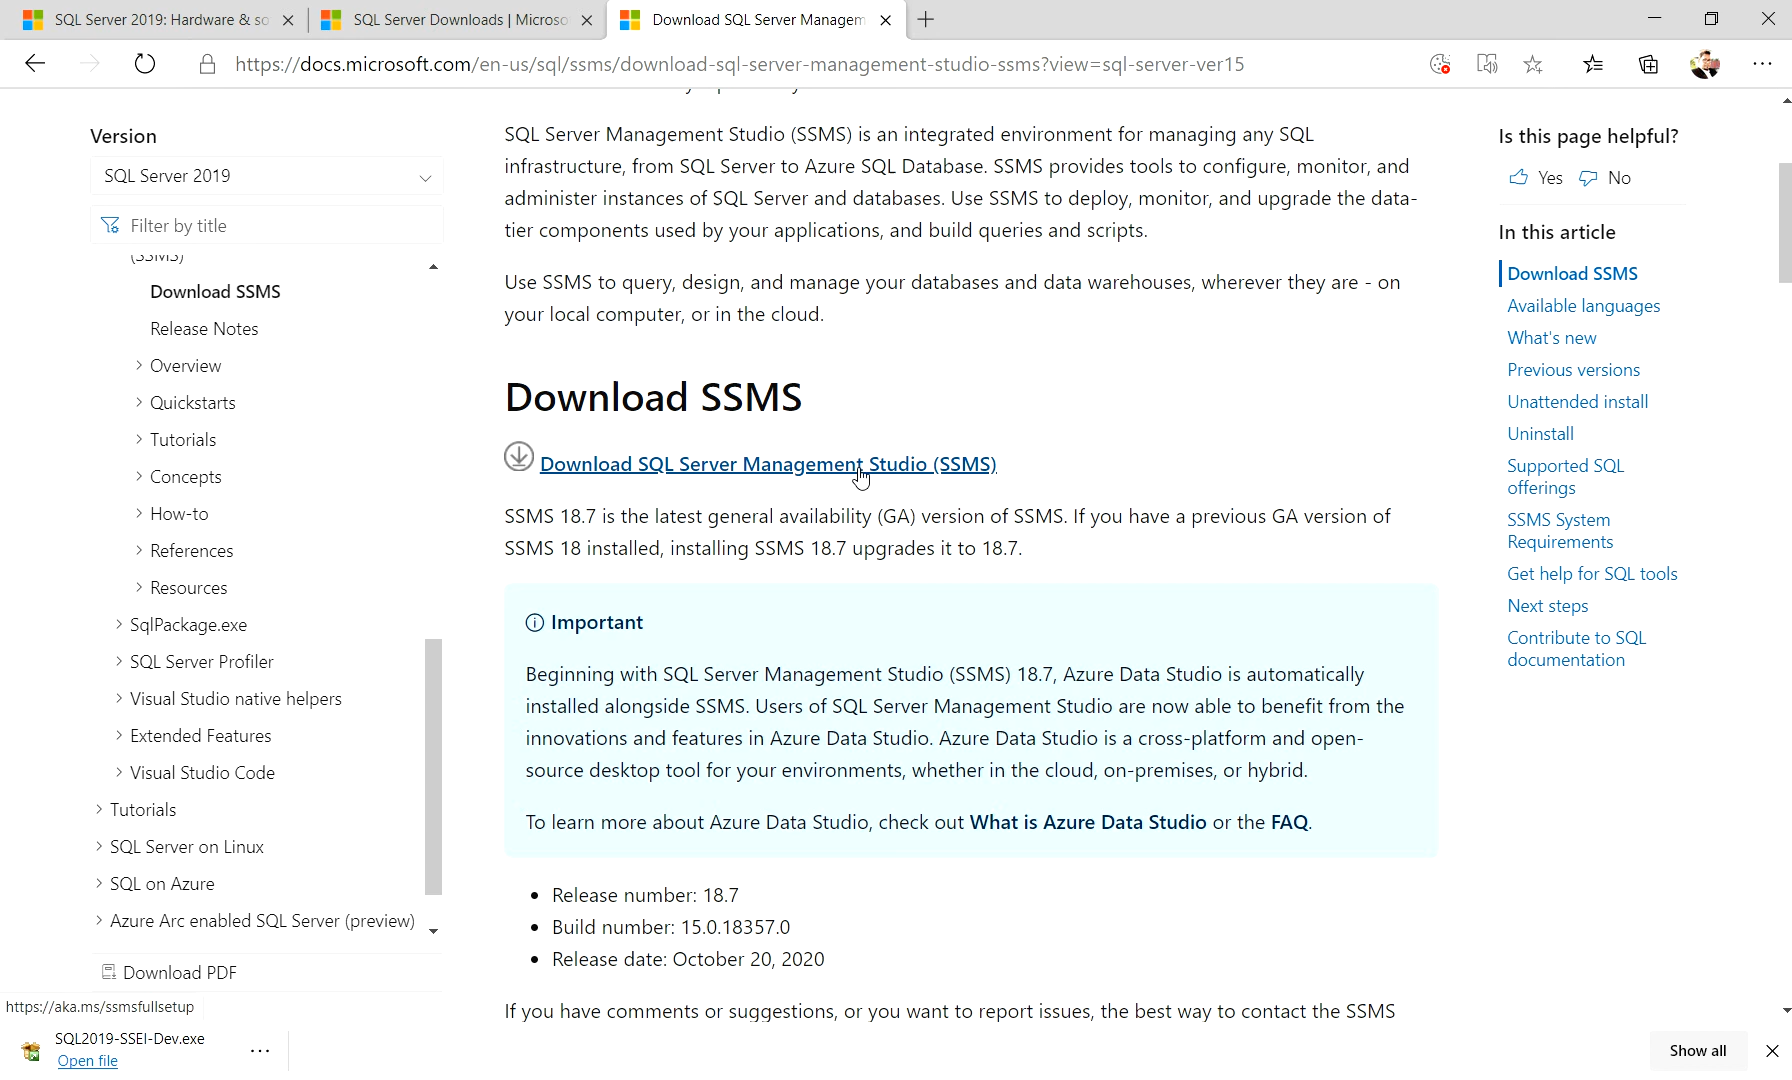 SQL Server 2019: Hardware & so
SQL Server Downloads | Microso
Download SQL Server Managem
https://docs.microsoft.com/en-us/sql/ssms/download-sql-server-management-studio-ssms?view=sql-server-ver15
Version
SQL Server 2019
Filter by title
(SSMS)
Download SSMS
Release Notes
Overview
Quickstarts
Tutorials
Concepts
How-to
References
Resources
SqlPackage.exe
SQL Server Profiler
Visual Studio native helpers
Extended Features
Visual Studio Code
Tutorials
SQL Server on Linux
SQL on Azure
Azure Arc enabled SQL Server (preview)
Download PDF
SQL Server Management Studio (SSMS) is an integrated environment for managing any SQL
infrastructure, from SQL Server to Azure SQL Database. SSMS provides tools to configure, monitor, and
administer instances of SQL Server and databases. Use SSMS to deploy, monitor, and upgrade the data-
tier components used by your applications, and build queries and scripts.
Use SSMS to query, design, and manage your databases and data warehouses, wherever they are - on
your local computer, or in the cloud.
Download SSMS
Download SQL Server Management Studio (SSMS)
SSMS 18.7 is the latest general availability (GA) version of SSMS. If you have a previous GA version of
SSMS 18 installed, installing SSMS 18.7 upgrades it to 18.7.
Important
Beginning with SQL Server Management Studio (SSMS) 18.7, Azure Data Studio is automatically
installed alongside SSMS. Users of SQL Server Management Studio are now able to benefit from the
innovations and features in Azure Data Studio. Azure Data Studio is a cross-platform and open-
source desktop tool for your environments, whether in the cloud, on-premises, or hybrid.
To learn more about Azure Data Studio, check out What is Azure Data Studio or the FAQ.
• Release number: 18.7
• Build number: 15.0.18357.0
• Release date: October 20, 2020
If you have comments or suggestions, or you want to report issues, the best way to contact the SSMS
Is this page helpful?
Yes No
In this article
Download SSMS
Available languages
What's new
Previous versions
Unattended install
Uninstall
Supported SQL
offerings
SSMS System
Requirements
Get help for SQL tools
Next steps
Contribute to SQL
documentation
https://aka.ms/ssmsfullsetup
SQL2019-SSEI-Dev.exe
Open file
Show all